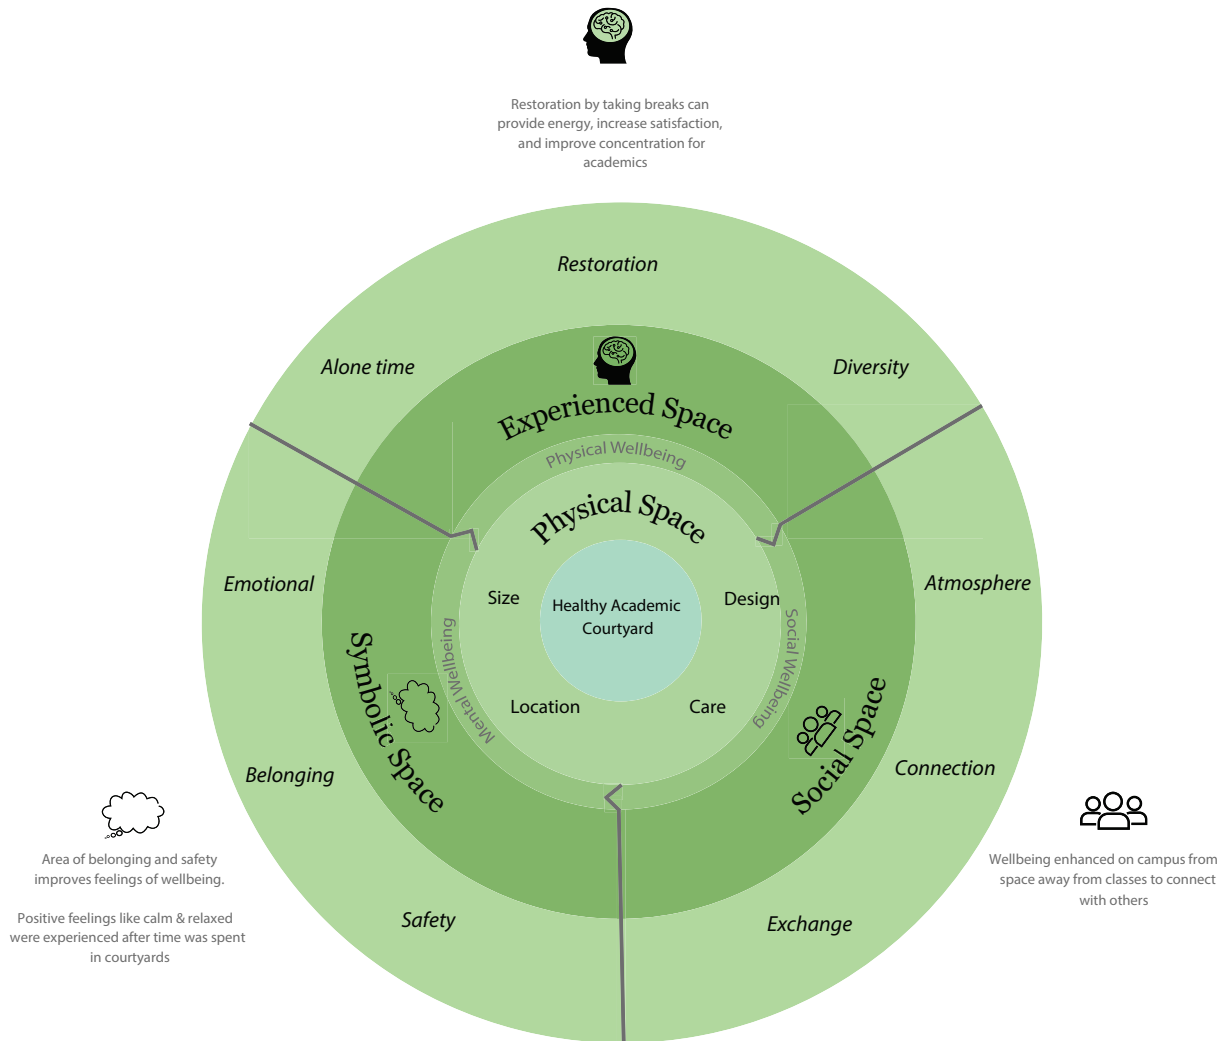 Restoration by taking breaks can
provide energy, increase satisfaction,
and improve concentration for
academics
Restoration
Alone time
Diversity
Experienced Space
Physical Wellbeing
Physical Space
Emotional
Size
Healthy Academic
Courtyard
Design
Atmosphere
Symbolic Space
Mental Wellbeing
Social Wellbeing
Social Space
Location
Care
Belonging
Connection
Safety
Exchange
Area of belonging and safety
improves feelings of wellbeing.
Positive feelings like calm & relaxed
were experienced after time was spent
in courtyards
Wellbeing enhanced on campus from
space away from classes to connect
with others